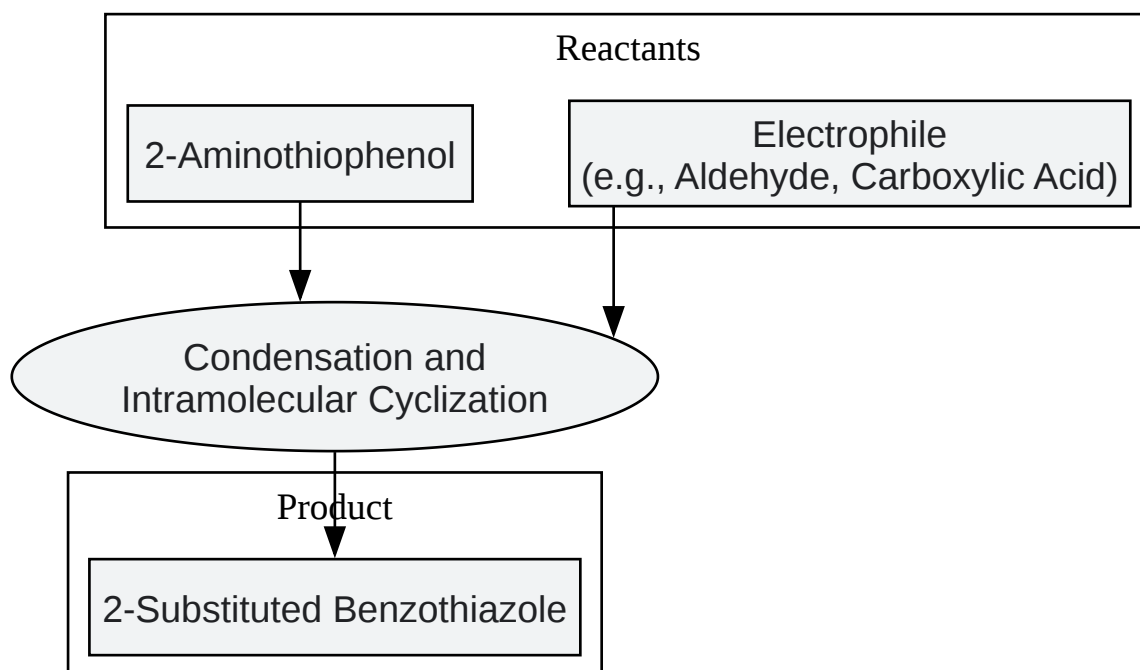 Reactants
2-Aminothiophenol
Electrophile
(e.g., Aldehyde, Carboxylic Acid)
Condensation and
Intramolecular Cyclization
Product
2-Substituted Benzothiazole